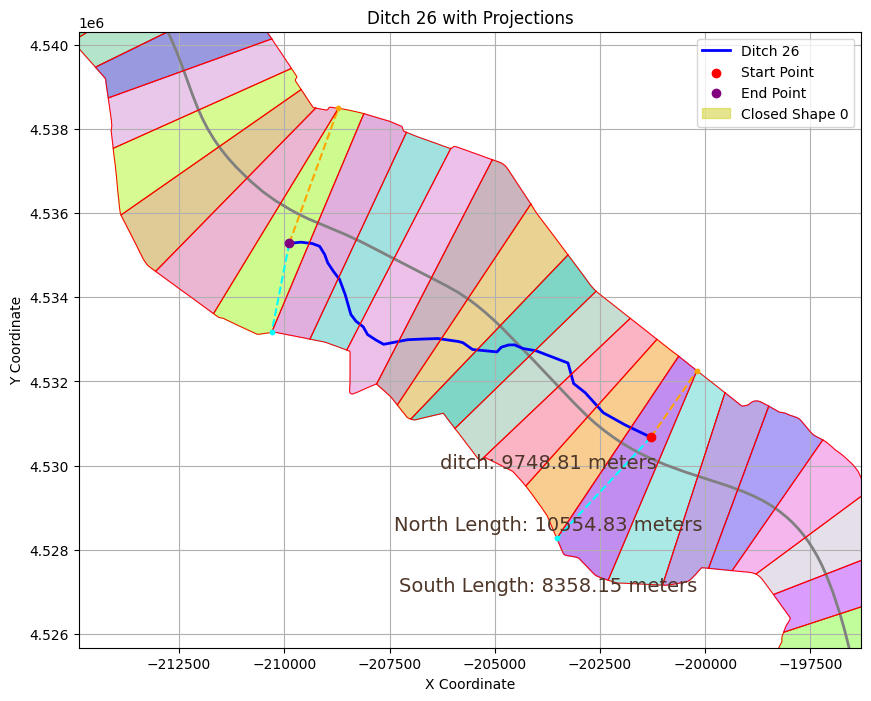 Ditch 26 with Projections
1e6
Ditch 26
Start Point
End Point
Closed Shape 0
4.540
4.538
4.536
4.534
4.532
4.530
4.528
4.526
Y Coordinate
ditch: 9748.81 meters
North Length: 10554.83 meters
South Length: 8358.15 meters
−212500 −210000 −207500 −205000 −202500 −200000 −197500
X Coordinate